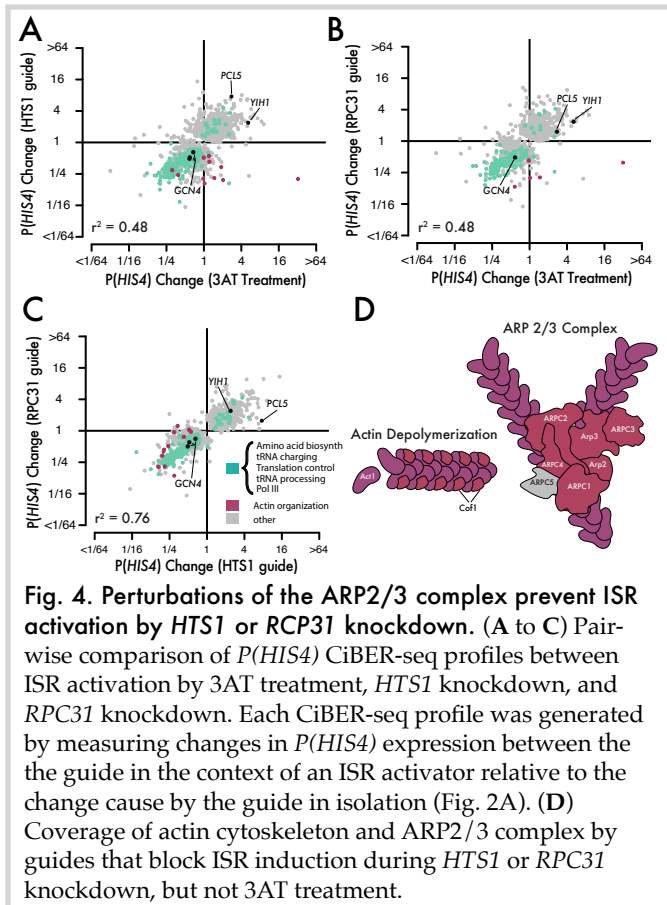 A
P(HIS4) Change (HTS1 guide)
>64
16
4
1
1/4
1/16
<1/64
PCL5
YIH1
GCN4
r² = 0.48
<1/64
1/16
1/4
1
4
16
>64
P(HIS4) Change (3AT Treatment)
B
P(HIS4) Change (RPC31 guide)
>64
16
4
1
1/4
1/16
<1/64
PCL5
YIH1
GCN4
r² = 0.48
<1/64
1/16
1/4
1
4
16
>64
P(HIS4) Change (3AT Treatment)
C
P(HIS4) Change (RPC31 guide)
>64
16
4
1
1/4
1/16
<1/64
YIH1
PCL5
GCN4
r² = 0.76
<1/64
1/16
1/4
1
4
16
>64
P(HIS4) Change (HTS1 guide)
Amino acid biosynth
tRNA charging
Translation control
tRNA processing
Pol III
Actin organization
other
D
ARP 2/3 Complex
Actin Depolymerization
Act1
Cof1
ARPC2
Arp3
ARPC3
ARPC4
Arp2
ARPC5
ARPC1
Fig. 4. Perturbations of the ARP2/3 complex prevent ISR
activation by HTS1 or RCP31 knockdown. (A to C) Pair-
wise comparison of P(HIS4) CiBER-seq profiles between
ISR activation by 3AT treatment, HTS1 knockdown, and
RPC31 knockdown. Each CiBER-seq profile was generated
by measuring changes in P(HIS4) expression between the
the guide in the context of an ISR activator relative to the
change cause by the guide in isolation (Fig. 2A). (D)
Coverage of actin cytoskeleton and ARP2/3 complex by
guides that block ISR induction during HTS1 or RPC31
knockdown, but not 3AT treatment.